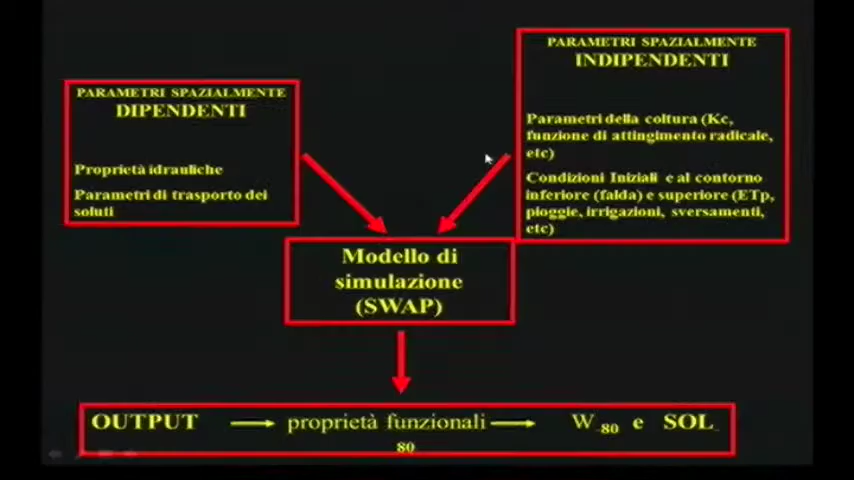 PARAMETRI SPAZIALMENTE
DIPENDENTI
Proprietà idrauliche
Parametri di trasporto dei
soluti
PARAMETRI SPAZIALMENTE
INDIPENDENTI
Parametri della coltura (Kc,
funzione di attingimento radicale,
etc)
Condizioni Iniziali e al contorno
inferiore (falda) e superiore (ETp,
pioggie, irrigazioni, sversamenti,
etc)
Modello di
simulazione
(SWAP)
OUTPUT proprietà funzionali W-80 e SOL-
80